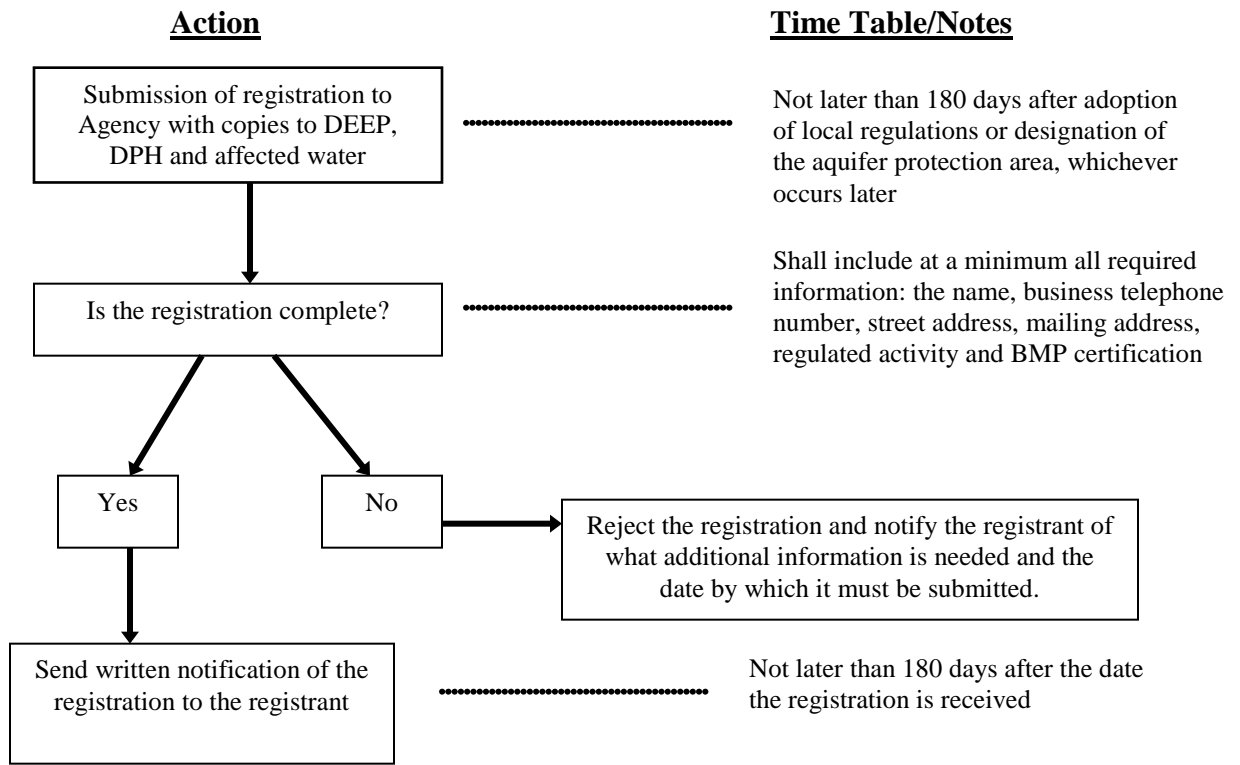 Action
Time Table/Notes
Submission of registration to
Agency with copies to DEEP,
DPH and affected water
Not later than 180 days after adoption
of local regulations or designation of
the aquifer protection area, whichever
occurs later
Is the registration complete?
Shall include at a minimum all required
information: the name, business telephone
number, street address, mailing address,
regulated activity and BMP certification
Yes
No
Reject the registration and notify the registrant of
what additional information is needed and the
date by which it must be submitted.
Send written notification of the
registration to the registrant
Not later than 180 days after the date
the registration is received